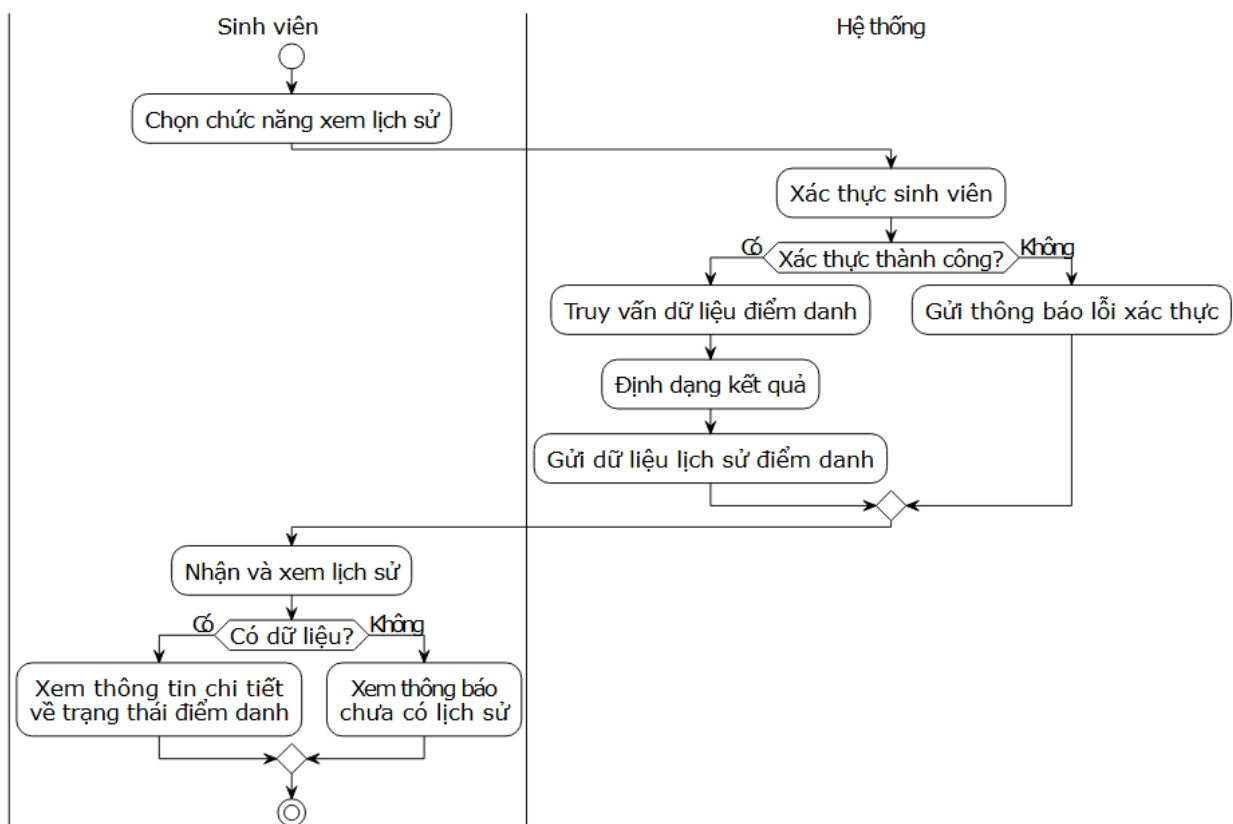 Sinh viên
Hệ thống
Chọn chức năng xem lịch sử
Xác thực sinh viên
Có
Xác thực thành công?
Không
Truy vấn dữ liệu điểm danh
Gửi thông báo lỗi xác thực
Định dạng kết quả
Gửi dữ liệu lịch sử điểm danh
Nhận và xem lịch sử
Có
Có dữ liệu?
Không
Xem thông tin chi tiết
về trạng thái điểm danh
Xem thông báo
chưa có lịch sử